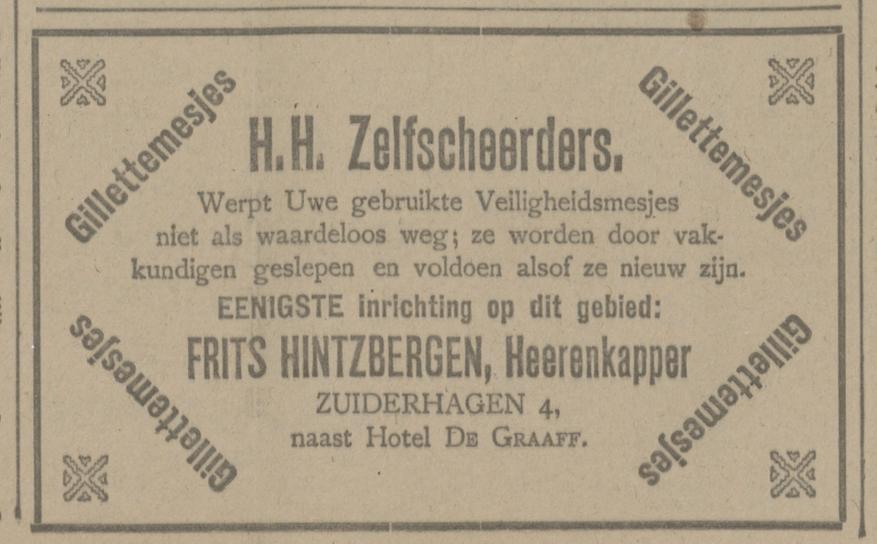 Gillettemesjes
Gillettemesjes
H.H. Zelfscheerders.
Werpt Uwe gebruikte Veiligheidsmesjes
niet als waardeloos weg; ze worden door vak-
kundigen geslepen en voldoen alsof ze nieuw zijn.
EENIGSTE inrichting op dit gebied:
FRITS HINTZBERGEN, Heerenkapper
ZUIDERHAGEN 4,
naast Hotel DE GRAAFF.
Gillettemesjes
Gillettemesjes